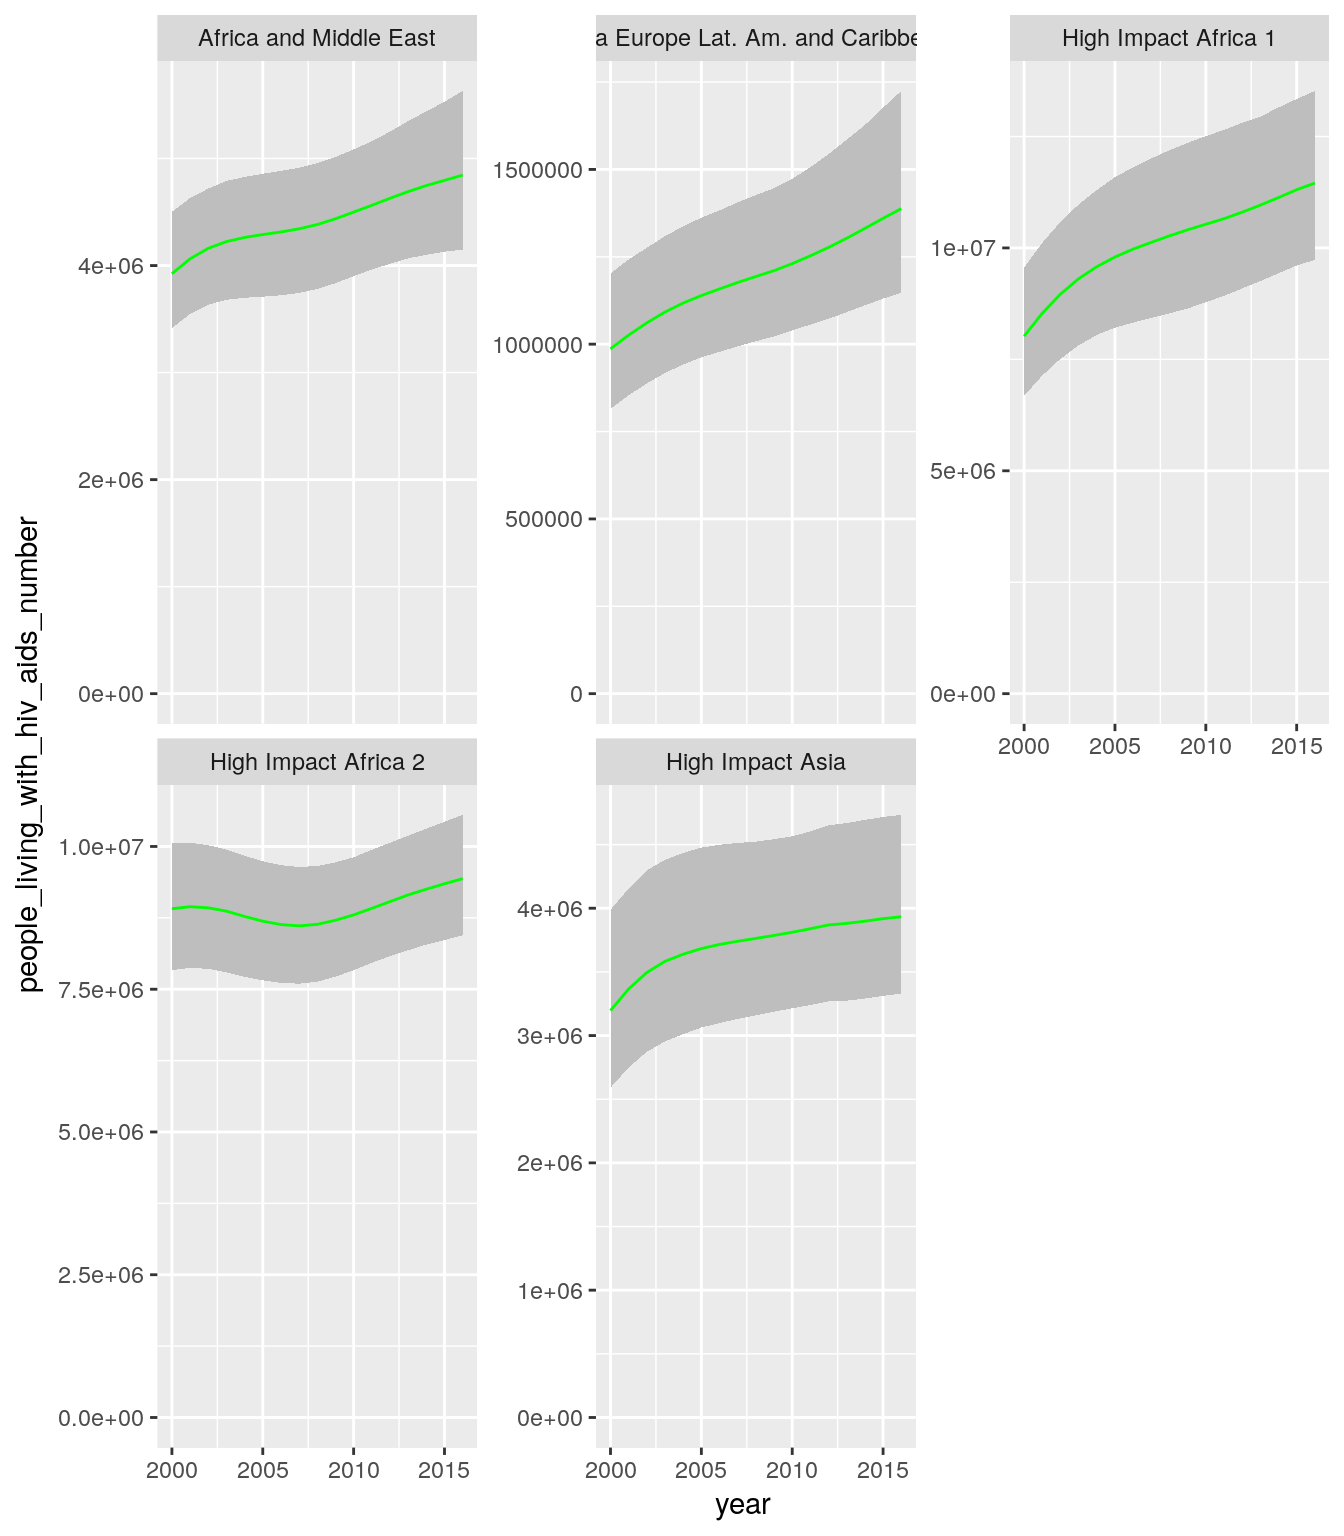 Africa and Middle East
a Europe Lat. Am. and Caribbe
High Impact Africa 1
4e+06
2e+06
0e+00
1500000
1000000
500000
0
1e+07
5e+06
0e+00
2000 2005 2010 2015
people_living_with_hiv_aids_number
High Impact Africa 2
High Impact Asia
1.0e+07
7.5e+06
5.0e+06
2.5e+06
0.0e+00
4e+06
3e+06
2e+06
1e+06
0e+00
2000 2005 2010 2015
2000 2005 2010 2015
year